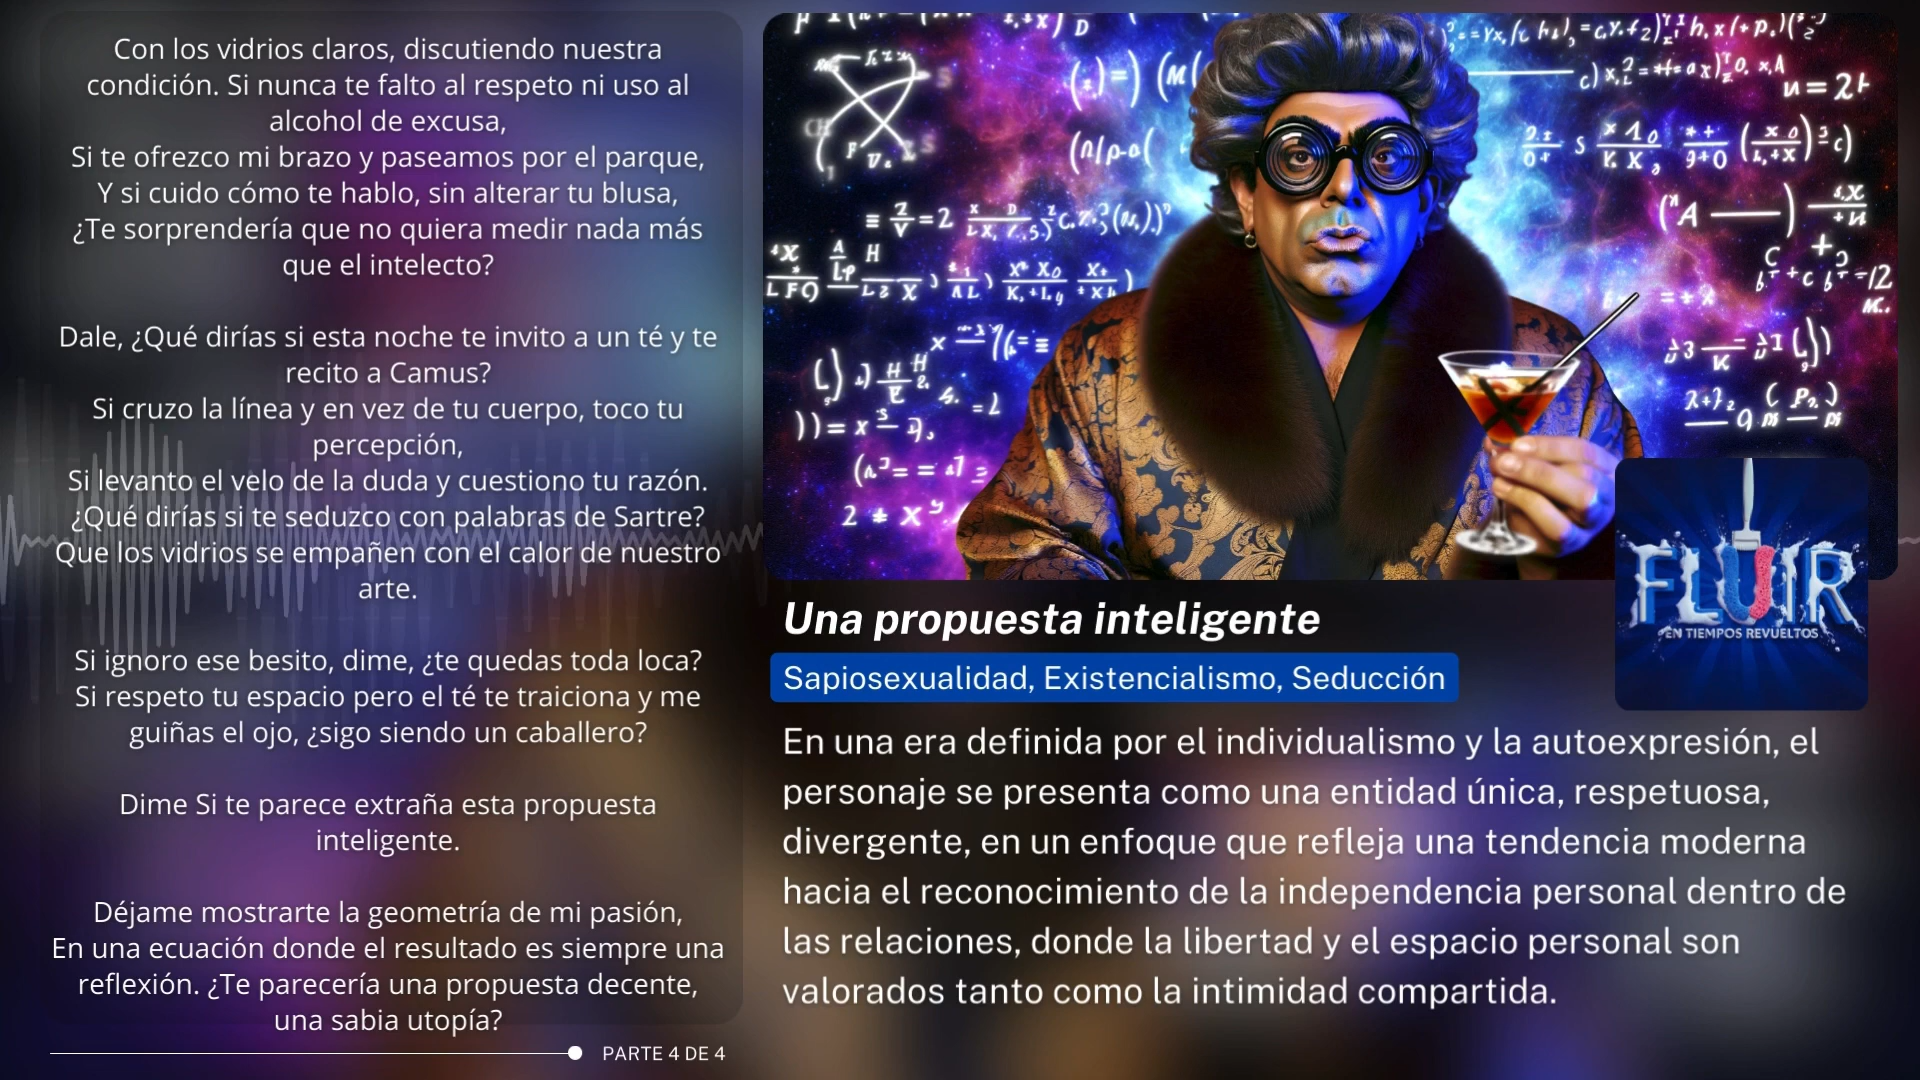 Con los vidrios claros, discutiendo nuestra
condición. Si nunca te falto al respeto ni uso al
alcohol de excusa,
Si te ofrezco mi brazo y paseamos por el parque,
Y si cuido cómo te hablo, sin alterar tu blusa,
¿Te sorprendería que no quiera medir nada más
que el intelecto?
Dale, ¿Qué dirías si esta noche te invito a un té y te
recito a Camus?
Si cruzo la línea y en vez de tu cuerpo, toco tu
percepción,
Si levanto el velo de la duda y cuestiono tu razón.
¿Qué dirías si te seduzco con palabras de Sartre?
Que los vidrios se empañen con el calor de nuestro
arte.
Si ignoro ese besito, dime, ¿te quedas toda loca?
Si respeto tu espacio pero el té te traiciona y me
guiñas el ojo, ¿sigo siendo un caballero?
Dime Si te parece extraña esta propuesta
inteligente.
Déjame mostrarte la geometría de mi pasión,
En una ecuación donde el resultado es siempre una
reflexión. ¿Te parecería una propuesta decente,
una sabia utopía?
PARTE 4 DE 4
FLUIR
EN TIEMPOS REVUELTOS
Una propuesta inteligente
Sapiosexualidad, Existencialismo, Seducción
En una era definida por el individualismo y la autoexpresión, el
personaje se presenta como una entidad única, respetuosa,
divergente, en un enfoque que refleja una tendencia moderna
hacia el reconocimiento de la independencia personal dentro de
las relaciones, donde la libertad y el espacio personal son
valorados tanto como la intimidad compartida.